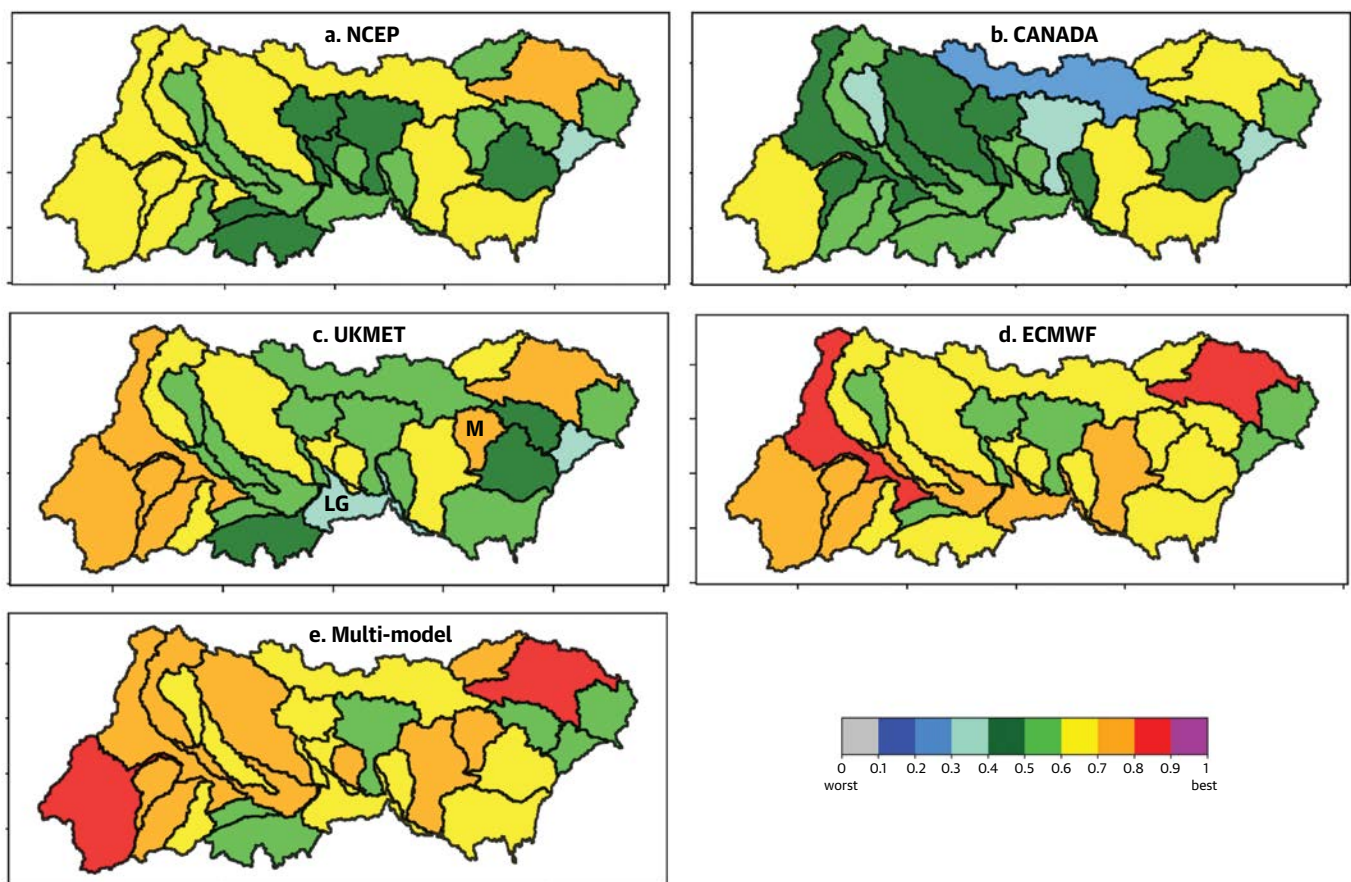 a. NCEP
b. CANADA
c. UKMET
M
LG
d. ECMWF
e. Multi-model
0 0.1 0.2 0.3 0.4 0.5 0.6 0.7 0.8 0.9 1
worst best